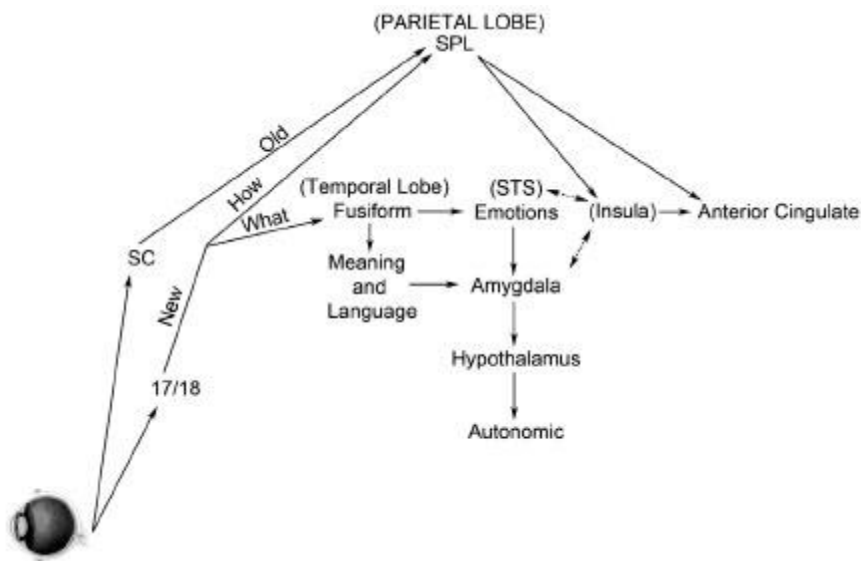 (PARIETAL LOBE)
SPL
Old
How
What
New
SC
17/18
(Temporal Lobe)
Fusiform
Meaning
and
Language
(STS)
Emotions
(Insula)
Anterior Cingulate
Amygdala
Hypothalamus
Autonomic